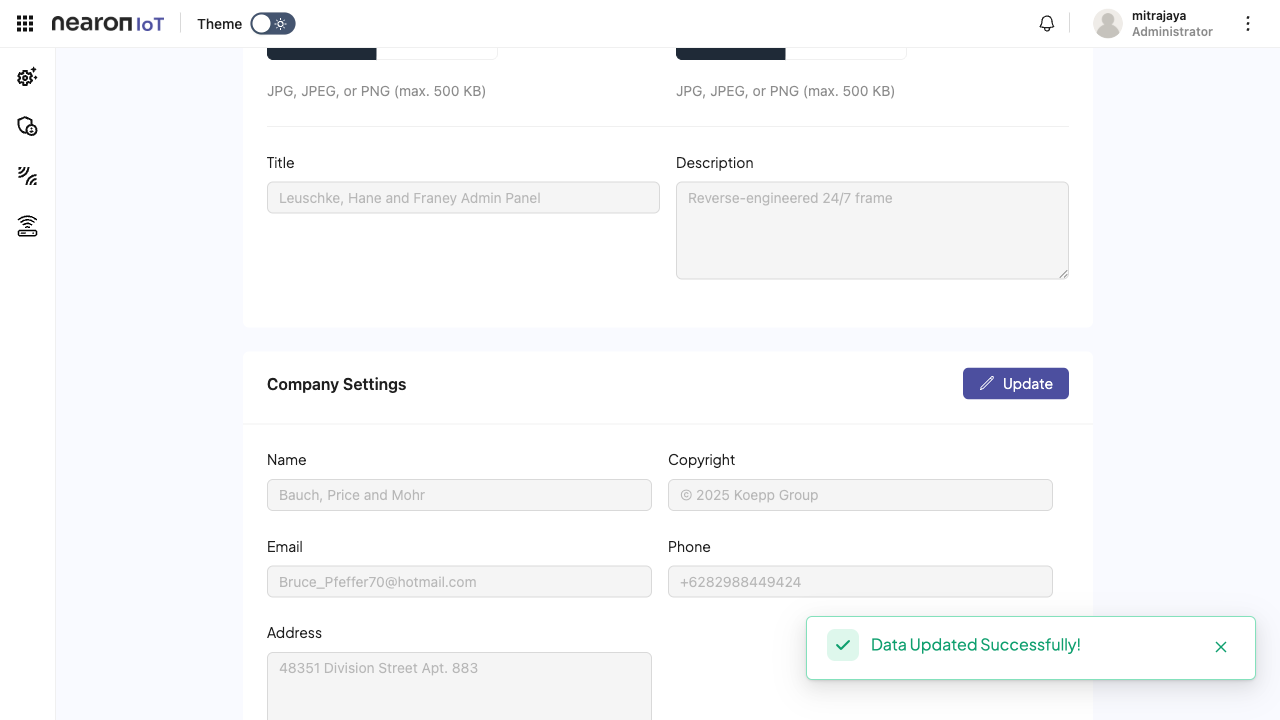 nearon IoT
Theme
mitrajaya
Administrator
JPG, JPEG, or PNG (max. 500 KB)
JPG, JPEG, or PNG (max. 500 KB)
Title
Description
Leuschke, Hane and Franey Admin Panel
Reverse-engineered 24/7 frame
Company Settings
Update
Name
Copyright
Bauch, Price and Mohr
© 2025 Koepp Group
Email
Phone
Bruce_Pfeffer70@hotmail.com
+6282988449424
Address
48351 Division Street Apt. 883
Data Updated Successfully!